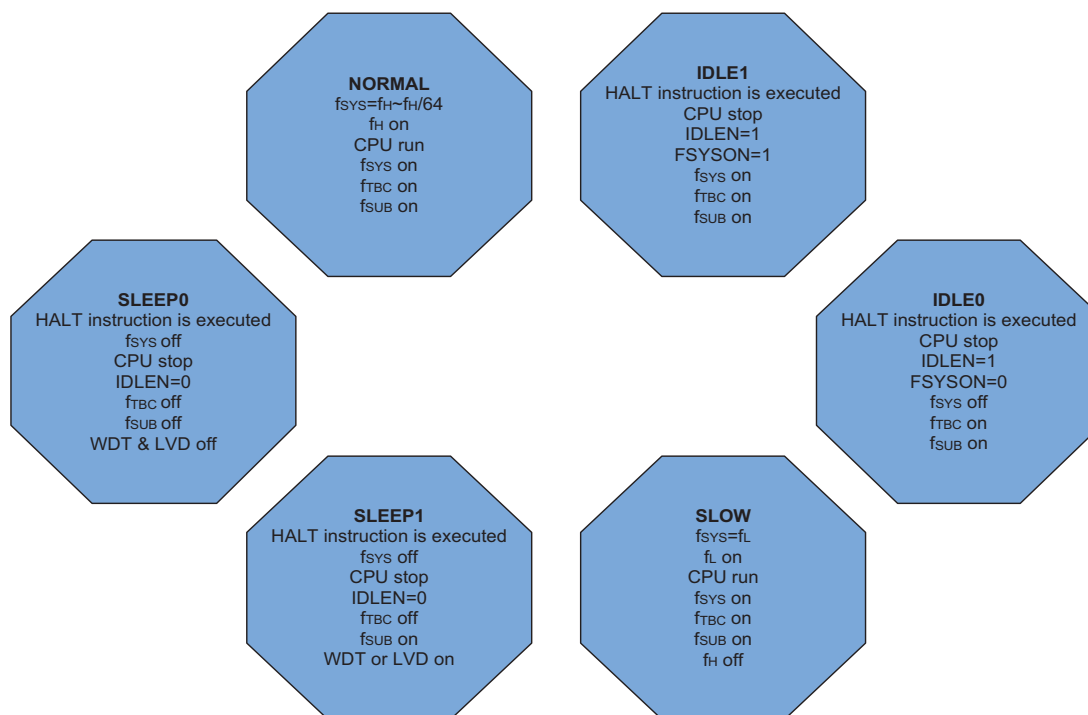 NORMAL
fSYS=fH~fH/64
fH on
CPU run
fSYS on
fTBC on
fSUB on
IDLE1
HALT instruction is executed
CPU stop
IDLEN=1
FSYSON=1
fSYS on
fTBC on
fSUB on
SLEEP0
HALT instruction is executed
fSYS off
CPU stop
IDLEN=0
fTBC off
fSUB off
WDT & LVD off
IDLE0
HALT instruction is executed
CPU stop
IDLEN=1
FSYSON=0
fSYS off
fTBC on
fSUB on
SLEEP1
HALT instruction is executed
fSYS off
CPU stop
IDLEN=0
fTBC off
fSUB on
WDT or LVD on
SLOW
fSYS=fL
fL on
CPU run
fSYS on
fTBC on
fSUB on
fH off